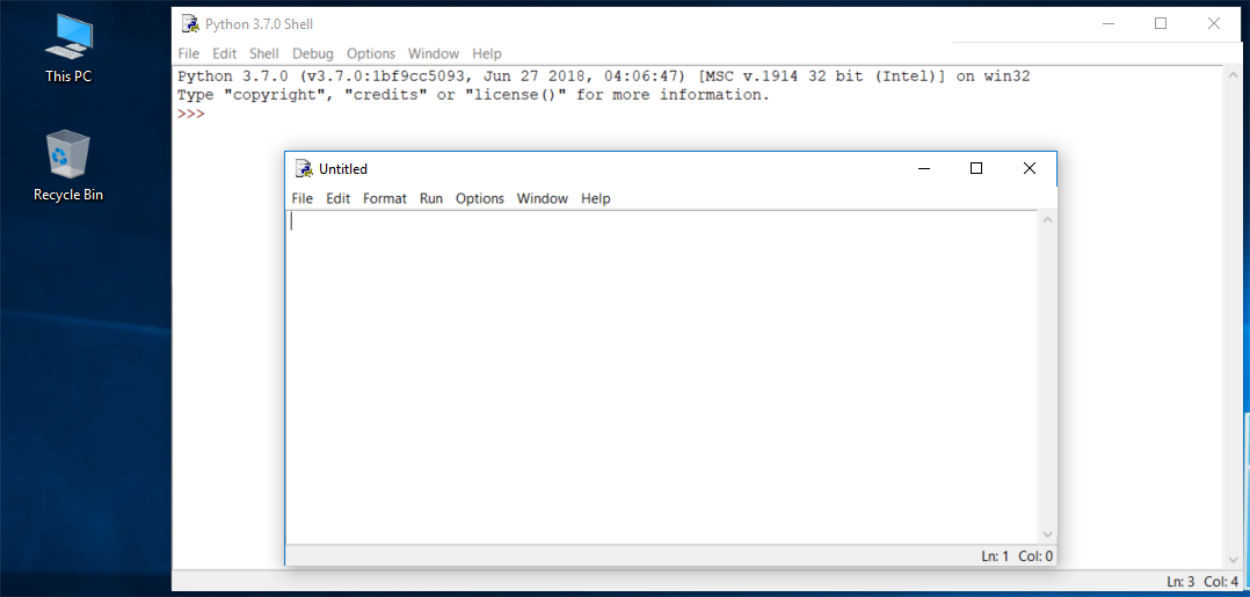 This PC
Recycle Bin
Python 3.7.0 Shell
File Edit Shell Debug Options Window Help
Python 3.7.0 (v3.7.0:1bf9cc5093, Jun 27 2018, 04:06:47) [MSC v.1914 32 bit (Intel)] on win32
Type "copyright", "credits" or "license()" for more information.
>>>
Untitled
File Edit Format Run Options Window Help
Ln: 1 Col: 0
Ln: 3 Col: 4